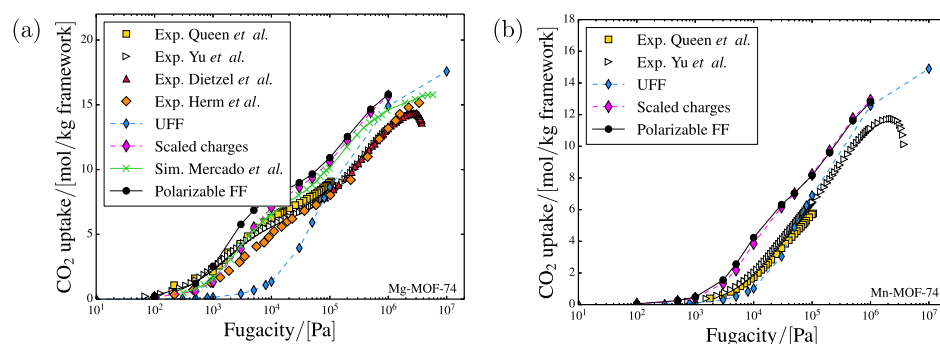 (a)
CO2 uptake/[mol/kg framework]
20
15
10
5
0
Exp. Queen et al.
Exp. Yu et al.
Exp. Dietzel et al.
Exp. Herm et al.
UFF
Scaled charges
Sim. Mercado et al.
Polarizable FF
Mg-MOF-74
10^1 10^2 10^3 10^4 10^5 10^6 10^7
Fugacity/[Pa]
(b)
CO2 uptake/[mol/kg framework]
18
16
14
12
10
8
6
4
2
0
Exp. Queen et al.
Exp. Yu et al.
UFF
Scaled charges
Polarizable FF
Mn-MOF-74
10^1 10^2 10^3 10^4 10^5 10^6 10^7
Fugacity/[Pa]